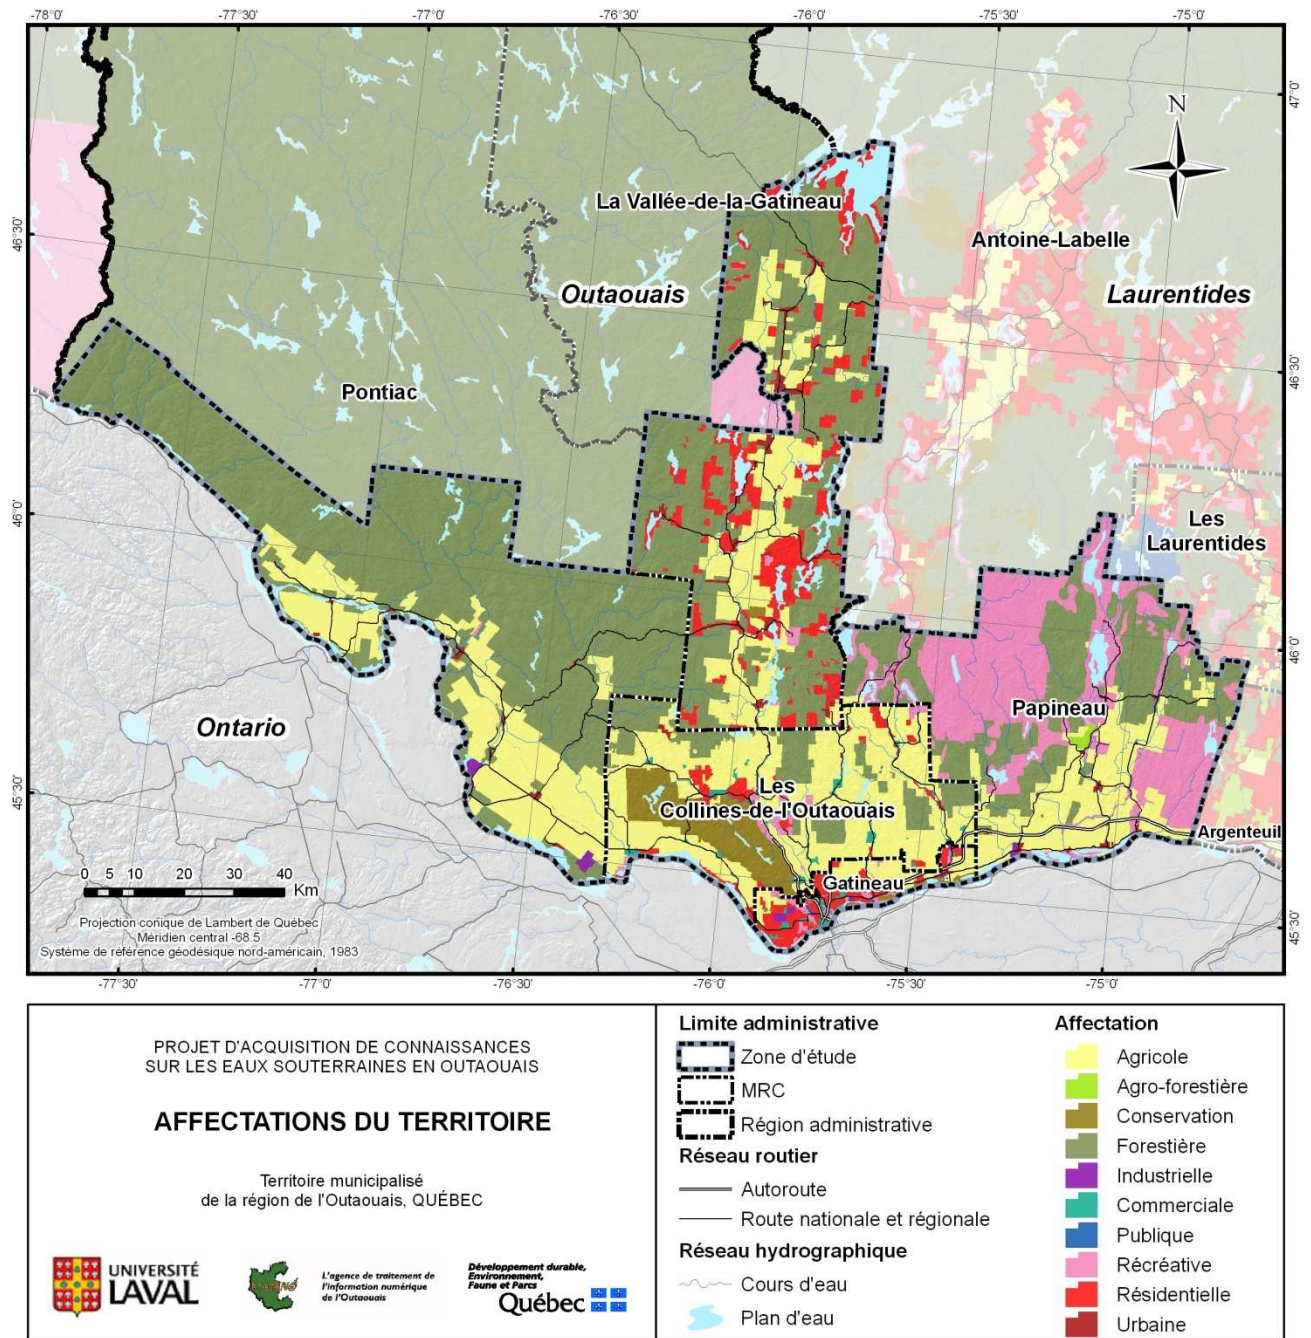 -78°0'
-77°30'
-77°0'
-76°30'
-76°0'
-75°30'
-75°0'
47°0'
46°30'
46°0'
45°30'
46°30'
46°0'
45°30'
N
La Vallée-de-la-Gatineau
Antoine-Labelle
Outaouais
Laurentides
Pontiac
Les
Laurentides
Ontario
Papineau
Les
Collines-de-l'Outaouais
Argenteuil
Gatineau
0 5 10 20 30 40
Km
Projection conique de Lambert de Québec
Méridien central -68.5
Système de référence géodésique nord-américain, 1983
-77°30'
-77°0'
-76°30'
-76°0'
-75°30'
-75°0'
PROJET D'ACQUISITION DE CONNAISSANCES
SUR LES EAUX SOUTERRAINES EN OUTAOUAIS
AFFECTATIONS DU TERRITOIRE
Territoire municipalisé
de la région de l'Outaouais, QUÉBEC
UNIVERSITÉ
LAVAL
L'agence de traitement de
l'information numérique
de l'Outaouais
Développement durable,
Environnement,
Faune et Parcs
Québec
Limite administrative
Zone d'étude
MRC
Région administrative
Réseau routier
Autoroute
Route nationale et régionale
Réseau hydrographique
Cours d'eau
Plan d'eau
Affectation
Agricole
Agro-forestière
Conservation
Forestière
Industrielle
Commerciale
Publique
Récréative
Résidentielle
Urbaine